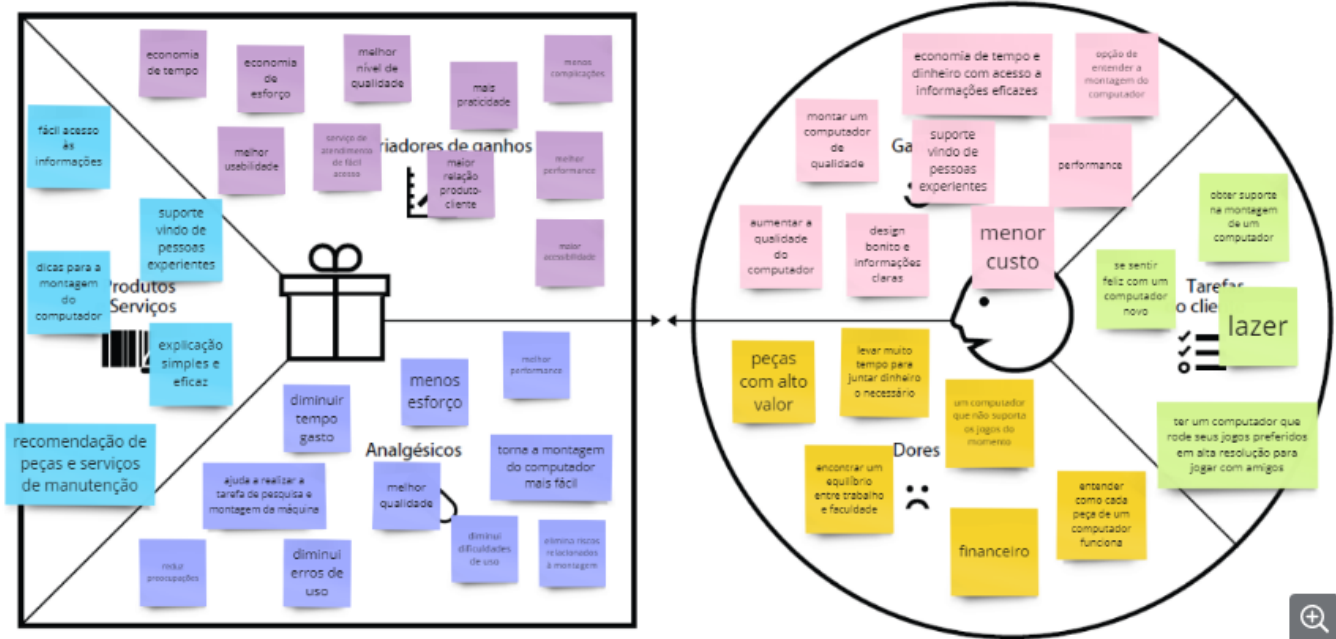 economia
de tempo
economia
de
esforço
melhor
nível de
qualidade
mais
praticidade
menos
complicações
melhor
usabilidade
serviço de
atendimento
de fácil
acesso
riadores de ganhos
maior
relação
produto-
cliente
melhor
performance
maior
acessibilidade
fácil acesso
às
informações
suporte
vindo de
pessoas
experientes
dicas para a
montagem
do
computador
Produtos
Serviços
explicação
simples e
eficaz
recomendação de
peças e serviços
de manutenção
diminuir
tempo
gasto
menos
esforço
melhor
performance
Analgésicos
ajuda a realizar a
tarefa de pesquisa e
montagem da máquina
melhor
qualidade
torna a montagem
do computador
mais fácil
reduz
preocupações
diminui
erros de
uso
diminui
dificuldades
de uso
elimina riscos
relacionados
à montagem
economia de tempo e
dinheiro com acesso a
informações eficazes
opção de
entender a
montagem do
computador
montar um
computador
de
qualidade
Ga
suporte
vindo de
pessoas
experientes
performance
aumentar a
qualidade
do
computador
design
bonito e
informações
claras
menor
custo
obter suporte
na montagem
de um
computador
se sentir
feliz com um
computador
novo
Tarefas
o clie
lazer
ter um computador que
rode seus jogos preferidos
em alta resolução para
jogar com amigos
peças
com alto
valor
levar muito
tempo para
juntar dinheiro
o necessário
um computador
que não suporta
os jogos do
momento
Dores
encontrar um
equilíbrio
entre trabalho
e faculdade
financeiro
entender
como cada
peça de um
computador
funciona